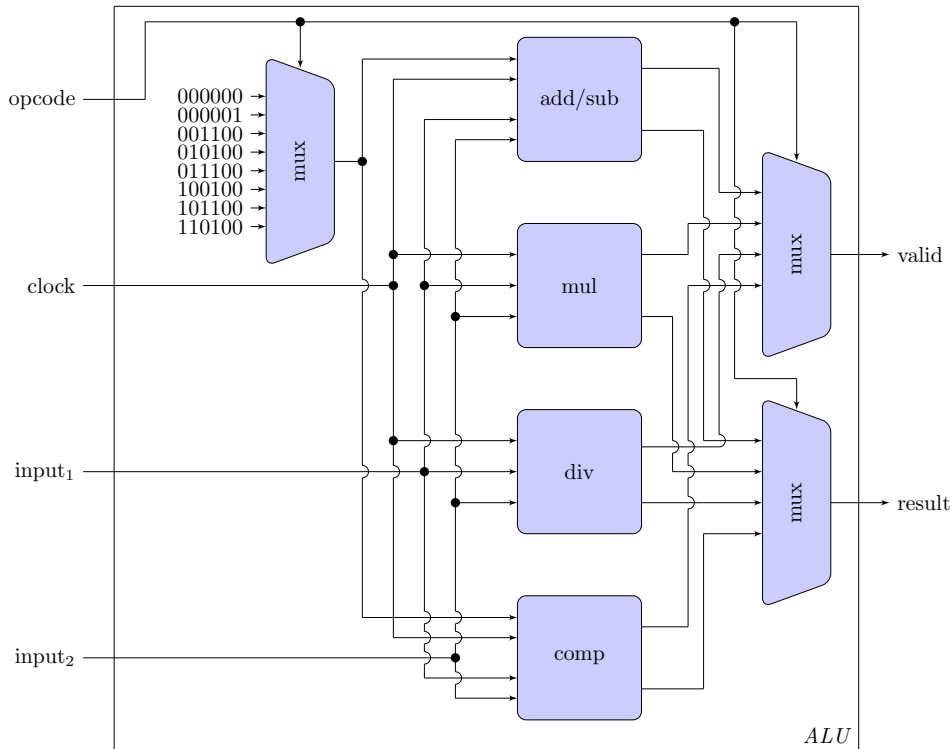 opcode
000000
000001
001100
010100
011100
100100
101100
110100
mux
add/sub
mux
valid
clock
mul
input₁
div
mux
result
input₂
comp
ALU